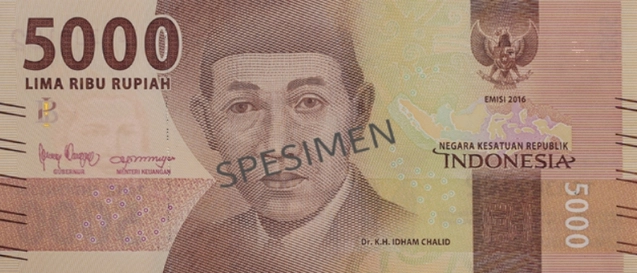 5000
LIMA RIBU RUPIAH
SPESIMEN
EMISI 2016
NEGARA KESATUAN REPUBLIK
INDONESIA
GUBERNUR
MENTERI KEUANGAN
Dr. K.H. IDHAM CHALID
5000